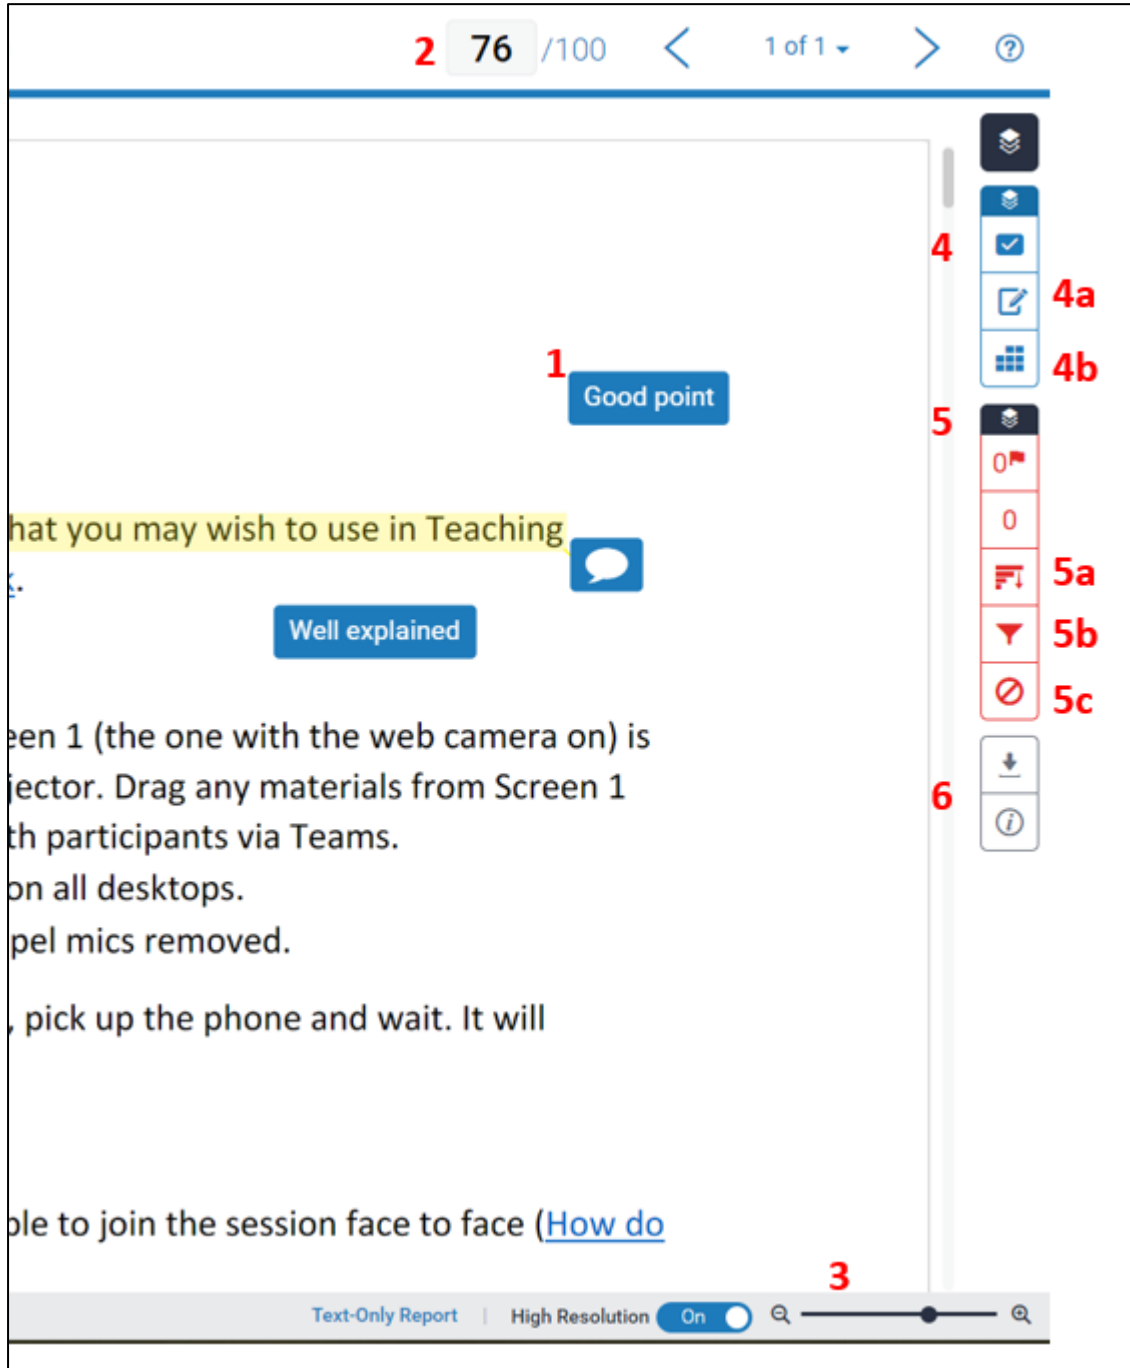 2 76 /100 1 of 1
4
4a
1
4b
Good point
5
0
hat you may wish to use in Teaching
0
5a
.
Well explained
5b
5c
een 1 (the one with the web camera on) is
jector. Drag any materials from Screen 1
6
th participants via Teams.
on all desktops.
pel mics removed.
, pick up the phone and wait. It will
ble to join the session face to face (How do
3
Text-Only Report | High Resolution On